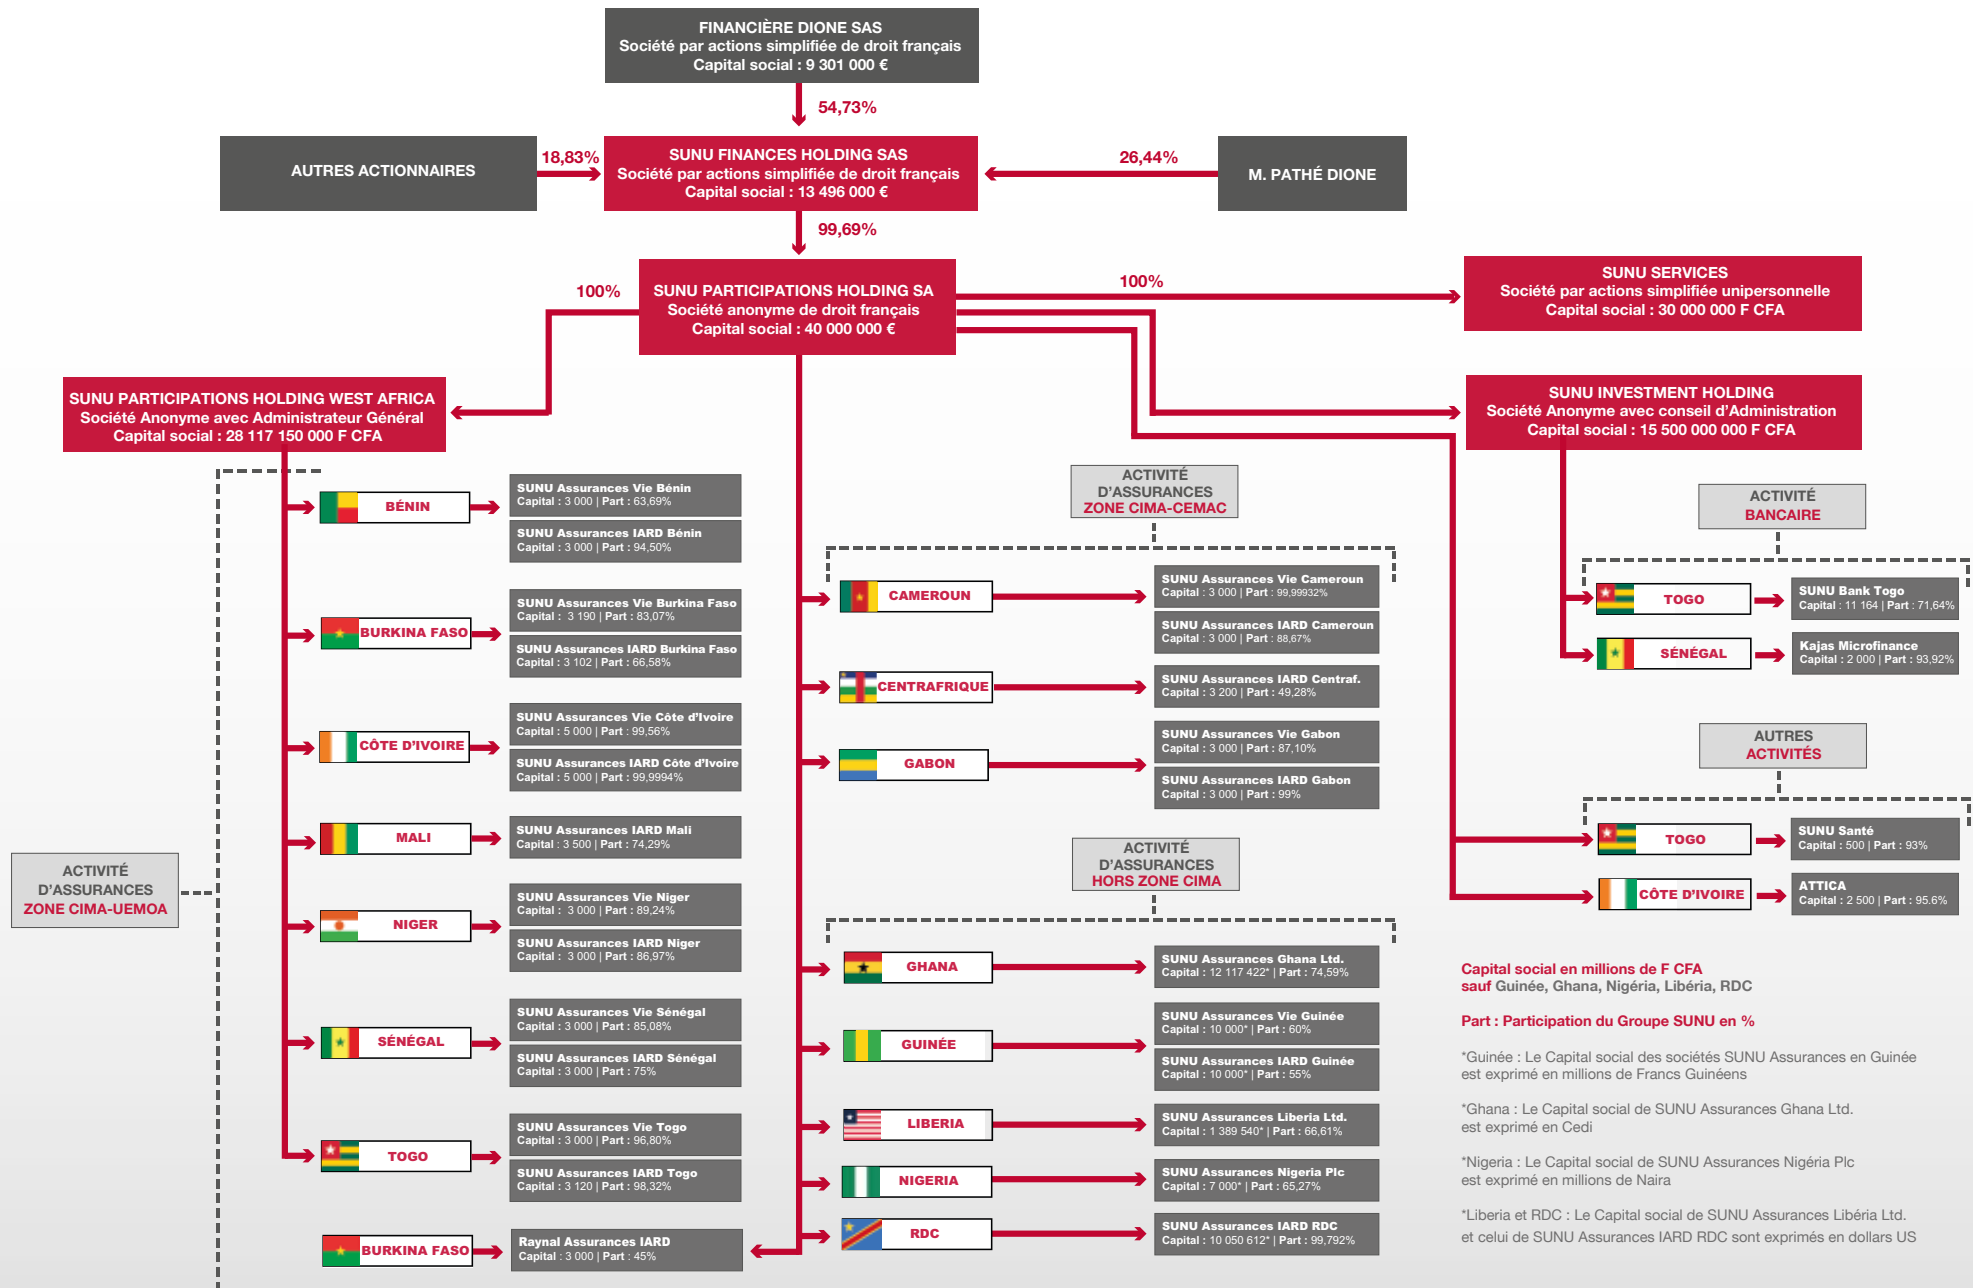 FINANCIÈRE DIONE SAS
Société par actions simplifiée de droit français
Capital social : 9 301 000 €
54,73%
AUTRES ACTIONNAIRES
18,83%
SUNU FINANCES HOLDING SAS
Société par actions simplifiée de droit français
Capital social : 13 496 000 €
26,44%
M. PATHÉ DIONE
99,69%
100%
SUNU PARTICIPATIONS HOLDING SA
Société anonyme de droit français
Capital social : 40 000 000 €
100%
SUNU SERVICES
Société par actions simplifiée unipersonnelle
Capital social : 30 000 000 F CFA
SUNU PARTICIPATIONS HOLDING WEST AFRICA
Société Anonyme avec Administrateur Général
Capital social : 28 117 150 000 F CFA
SUNU INVESTMENT HOLDING
Société Anonyme avec conseil d'Administration
Capital social : 15 500 000 000 F CFA
ACTIVITÉ
D'ASSURANCES
ZONE CIMA-UEMOA
BÉNIN
SUNU Assurances Vie Bénin
Capital : 3 000 | Part : 63,69%
SUNU Assurances IARD Bénin
Capital : 3 000 | Part : 94,50%
BURKINA FASO
SUNU Assurances Vie Burkina Faso
Capital : 3 190 | Part : 83,07%
SUNU Assurances IARD Burkina Faso
Capital : 3 102 | Part : 66,58%
CÔTE D'IVOIRE
SUNU Assurances Vie Côte d'Ivoire
Capital : 5 000 | Part : 99,56%
SUNU Assurances IARD Côte d'Ivoire
Capital : 5 000 | Part : 99,9994%
MALI
SUNU Assurances IARD Mali
Capital : 3 500 | Part : 74,29%
NIGER
SUNU Assurances Vie Niger
Capital : 3 000 | Part : 89,24%
SUNU Assurances IARD Niger
Capital : 3 000 | Part : 86,97%
SÉNÉGAL
SUNU Assurances Vie Sénégal
Capital : 3 000 | Part : 85,08%
SUNU Assurances IARD Sénégal
Capital : 3 000 | Part : 75%
TOGO
SUNU Assurances Vie Togo
Capital : 3 000 | Part : 96,80%
SUNU Assurances IARD Togo
Capital : 3 120 | Part : 98,32%
BURKINA FASO
Raynal Assurances IARD
Capital : 3 000 | Part : 45%
ACTIVITÉ
D'ASSURANCES
ZONE CIMA-CEMAC
CAMEROUN
SUNU Assurances Vie Cameroun
Capital : 3 000 | Part : 99,99932%
SUNU Assurances IARD Cameroun
Capital : 3 000 | Part : 88,67%
CENTRAFRIQUE
SUNU Assurances IARD Centraf.
Capital : 3 200 | Part : 49,28%
GABON
SUNU Assurances Vie Gabon
Capital : 3 000 | Part : 87,10%
SUNU Assurances IARD Gabon
Capital : 3 000 | Part : 99%
ACTIVITÉ
D'ASSURANCES
HORS ZONE CIMA
GHANA
SUNU Assurances Ghana Ltd.
Capital : 12 117 422* | Part : 74,59%
GUINÉE
SUNU Assurances Vie Guinée
Capital : 10 000* | Part : 60%
SUNU Assurances IARD Guinée
Capital : 10 000* | Part : 55%
LIBERIA
SUNU Assurances Liberia Ltd.
Capital : 1 389 540* | Part : 66,61%
NIGERIA
SUNU Assurances Nigeria Plc
Capital : 7 000* | Part : 65,27%
RDC
SUNU Assurances IARD RDC
Capital : 10 050 612* | Part : 99,792%
ACTIVITÉ
BANCAIRE
TOGO
SUNU Bank Togo
Capital : 11 164 | Part : 71,64%
SÉNÉGAL
Kajas Microfinance
Capital : 2 000 | Part : 93,92%
AUTRES
ACTIVITÉS
TOGO
SUNU Santé
Capital : 500 | Part : 93%
CÔTE D'IVOIRE
ATTICA
Capital : 2 500 | Part : 95.6%
Capital social en millions de F CFA
sauf Guinée, Ghana, Nigéria, Libéria, RDC
Part : Participation du Groupe SUNU en %
*Guinée : Le Capital social des sociétés SUNU Assurances en Guinée
est exprimé en millions de Francs Guinéens
*Ghana : Le Capital social de SUNU Assurances Ghana Ltd.
est exprimé en Cedi
*Nigeria : Le Capital social de SUNU Assurances Nigéria Plc
est exprimé en millions de Naira
*Liberia et RDC : Le Capital social de SUNU Assurances Libéria Ltd.
et celui de SUNU Assurances IARD RDC sont exprimés en dollars US